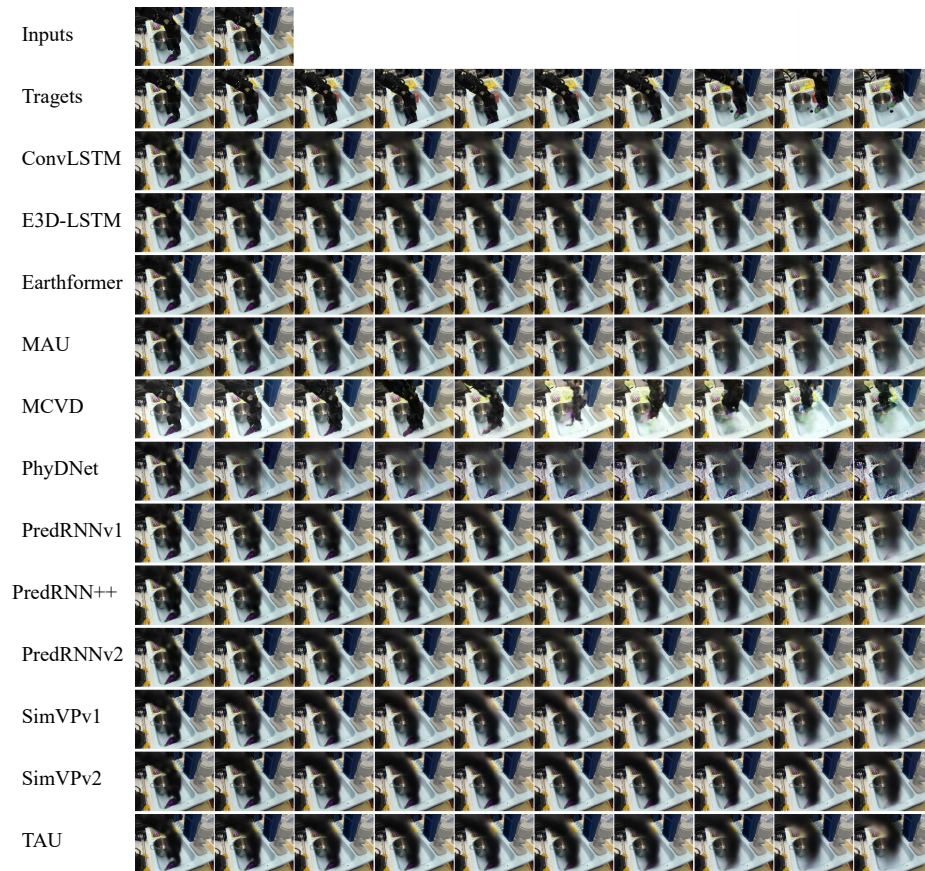 Inputs
Tragets
ConvLSTM
E3D-LSTM
Earthformer
MAU
MCVD
PhyDNet
PredRNNv1
PredRNN++
PredRNNv2
SimVPv1
SimVPv2
TAU